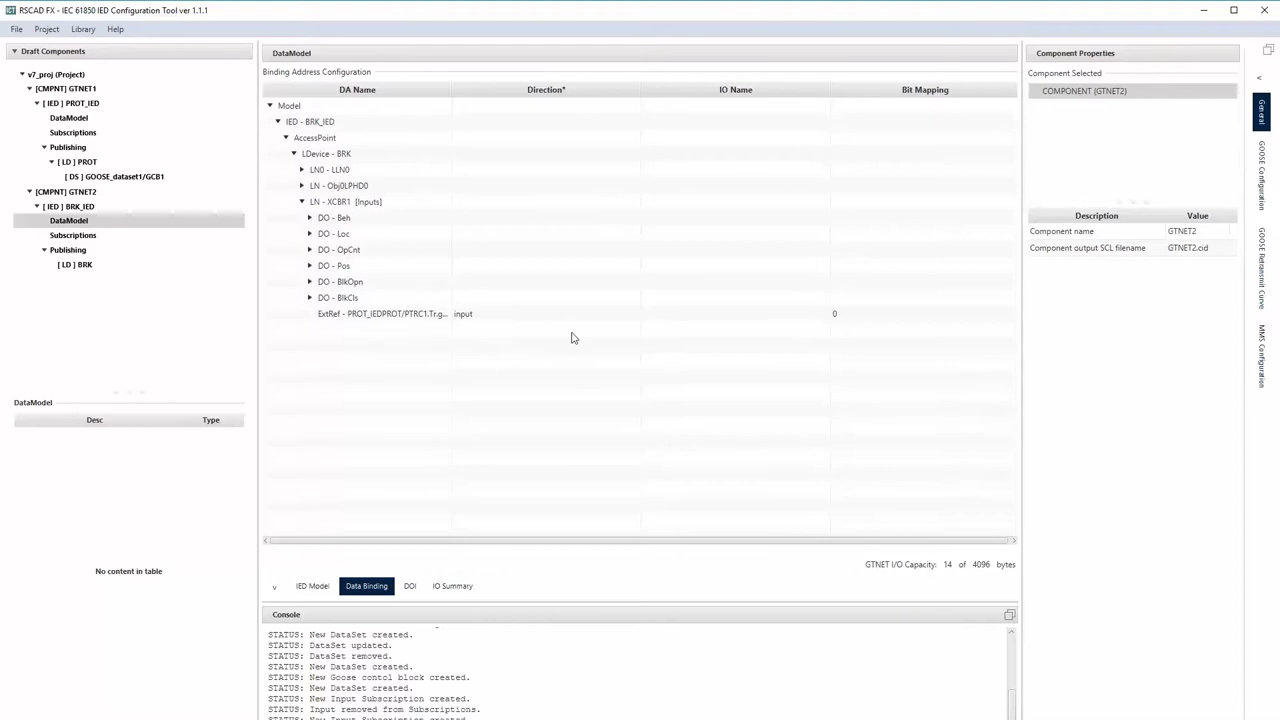 RSCAD FX - IEC 61850 IED Configuration Tool ver 1.1.1
File Project Library Help
Draft Components
v7_proj (Project)
[CMPNT] GTNET1
[ IED ] PROT_IED
DataModel
Subscriptions
Publishing
[ LD ] PROT
[ DS ] GOOSE_dataset1/GCB1
[CMPNT] GTNET2
[ IED ] BRK_IED
DataModel
Subscriptions
Publishing
[ LD ] BRK
DataModel
Desc Type
No content in table
DataModel
Binding Address Configuration
DA Name Direction* IO Name Bit Mapping
Model
IED - BRK_IED
AccessPoint
LDevice - BRK
LN0 - LLN0
LN - Obj0LPHD0
LN - XCBR1 [Inputs]
DO - Beh
DO - Loc
DO - OpCnt
DO - Pos
DO - BlkOpn
DO - BlkCls
ExtRef - PROT_IEDPROT/PTRC1.Tr.g... input 0
GTNET I/O Capacity: 14 of 4096 bytes
v IED Model Data Binding DOI IO Summary
Console
STATUS: New DataSet created.
STATUS: DataSet updated.
STATUS: DataSet removed.
STATUS: New DataSet created.
STATUS: New Goose contol block created.
STATUS: New DataSet created.
STATUS: New Input Subscription created.
STATUS: Input removed from Subscriptions.
STATUS: New Input Subscription created
Component Properties
Component Selected
COMPONENT (GTNET2)
Description Value
Component name GTNET2
Component output SCL filename GTNET2.cid
<
General
GOOSE Configuration
GOOSE Retransmit Curve
MMS Configuration